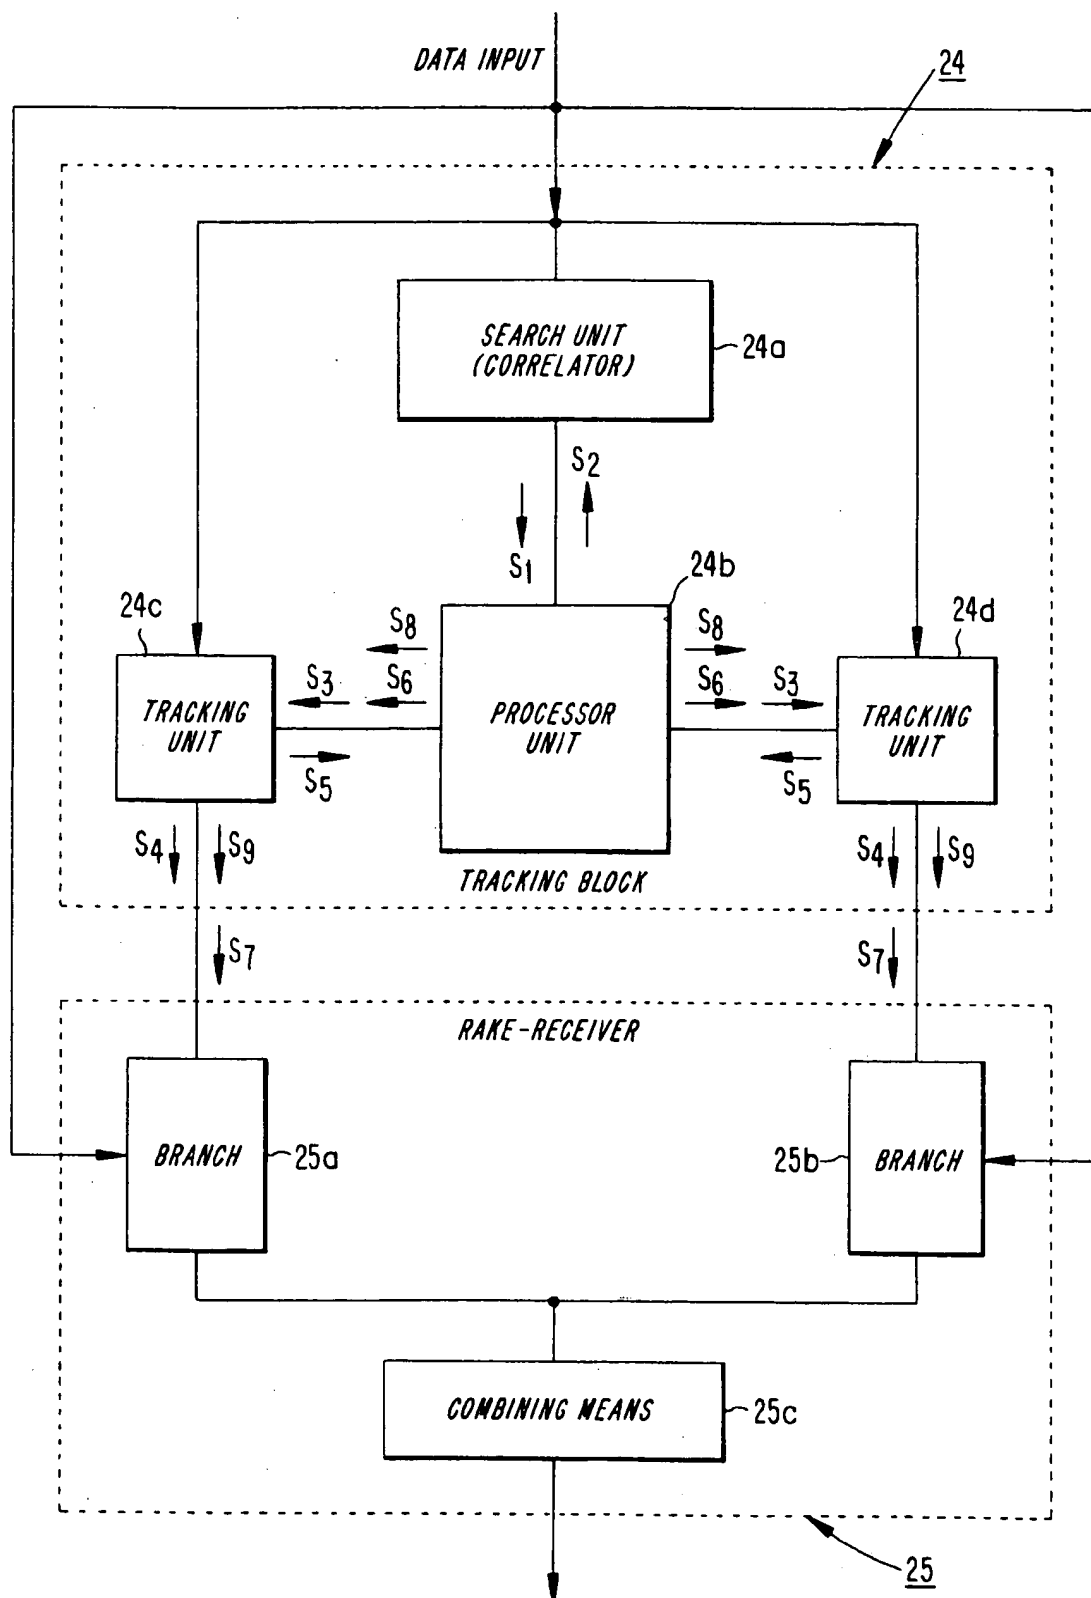 DATA INPUT
24
SEARCH UNIT
(CORRELATOR)
24a
S2
S1
24b
24c
24d
S8
S8
S3
S6
S6
S3
TRACKING
UNIT
PROCESSOR
UNIT
TRACKING
UNIT
S5
S5
S4
S9
S4
S9
TRACKING BLOCK
S7
S7
RAKE-RECEIVER
BRANCH
25a
25b
BRANCH
COMBINING MEANS
25c
25